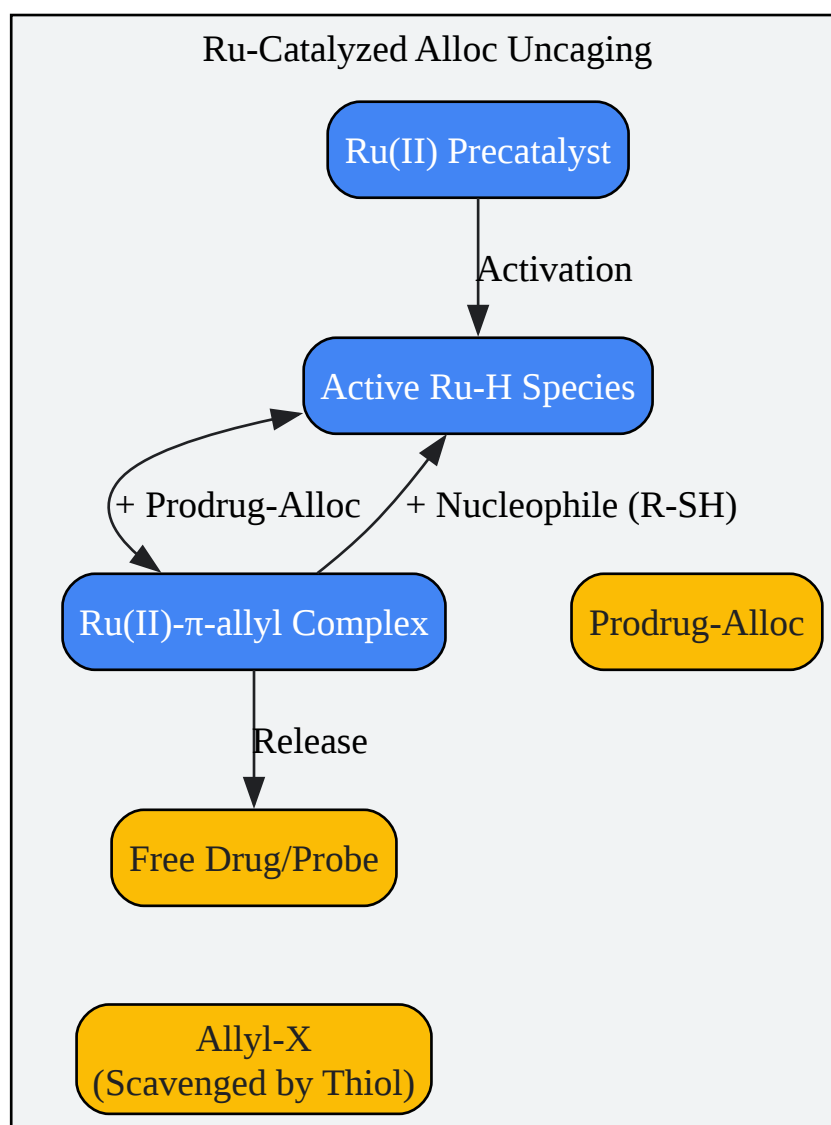 Ru-Catalyzed Alloc Uncaging
Ru(II) Precatalyst
Activation
Active Ru-H Species
+ Prodrug-Alloc
+ Nucleophile (R-SH)
Ru(II)-π-allyl Complex
Prodrug-Alloc
Release
Free Drug/Probe
Allyl-X
(Scavenged by Thiol)